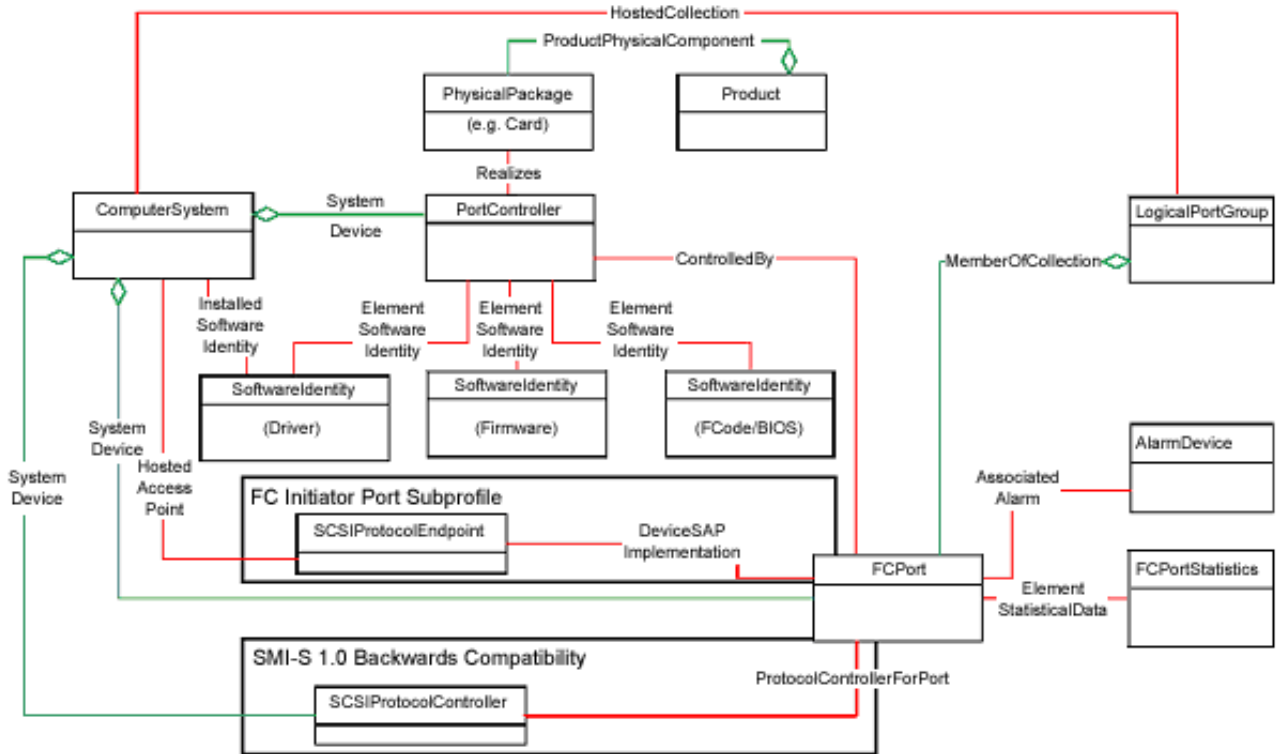 HostedCollection
ProductPhysicalComponent
PhysicalPackage
(e.g. Card)
Product
Realizes
ComputerSystem
System
Device
PortController
LogicalPortGroup
ControlledBy
MemberOfCollection
Installed
Software
Identity
Element
Software
Identity
Element
Software
Identity
Element
Software
Identity
SoftwareIdentity
(Driver)
SoftwareIdentity
(Firmware)
SoftwareIdentity
(FCode/BIOS)
System
Device
System
Device
Hosted
Access
Point
AlarmDevice
Associated
Alarm
FC Initiator Port Subprofile
SCSIProtocolEndpoint
DeviceSAP
Implementation
FCPort
FCPortStatistics
Element
StatisticalData
SMI-S 1.0 Backwards Compatibility
ProtocolControllerForPort
SCSIProtocolController